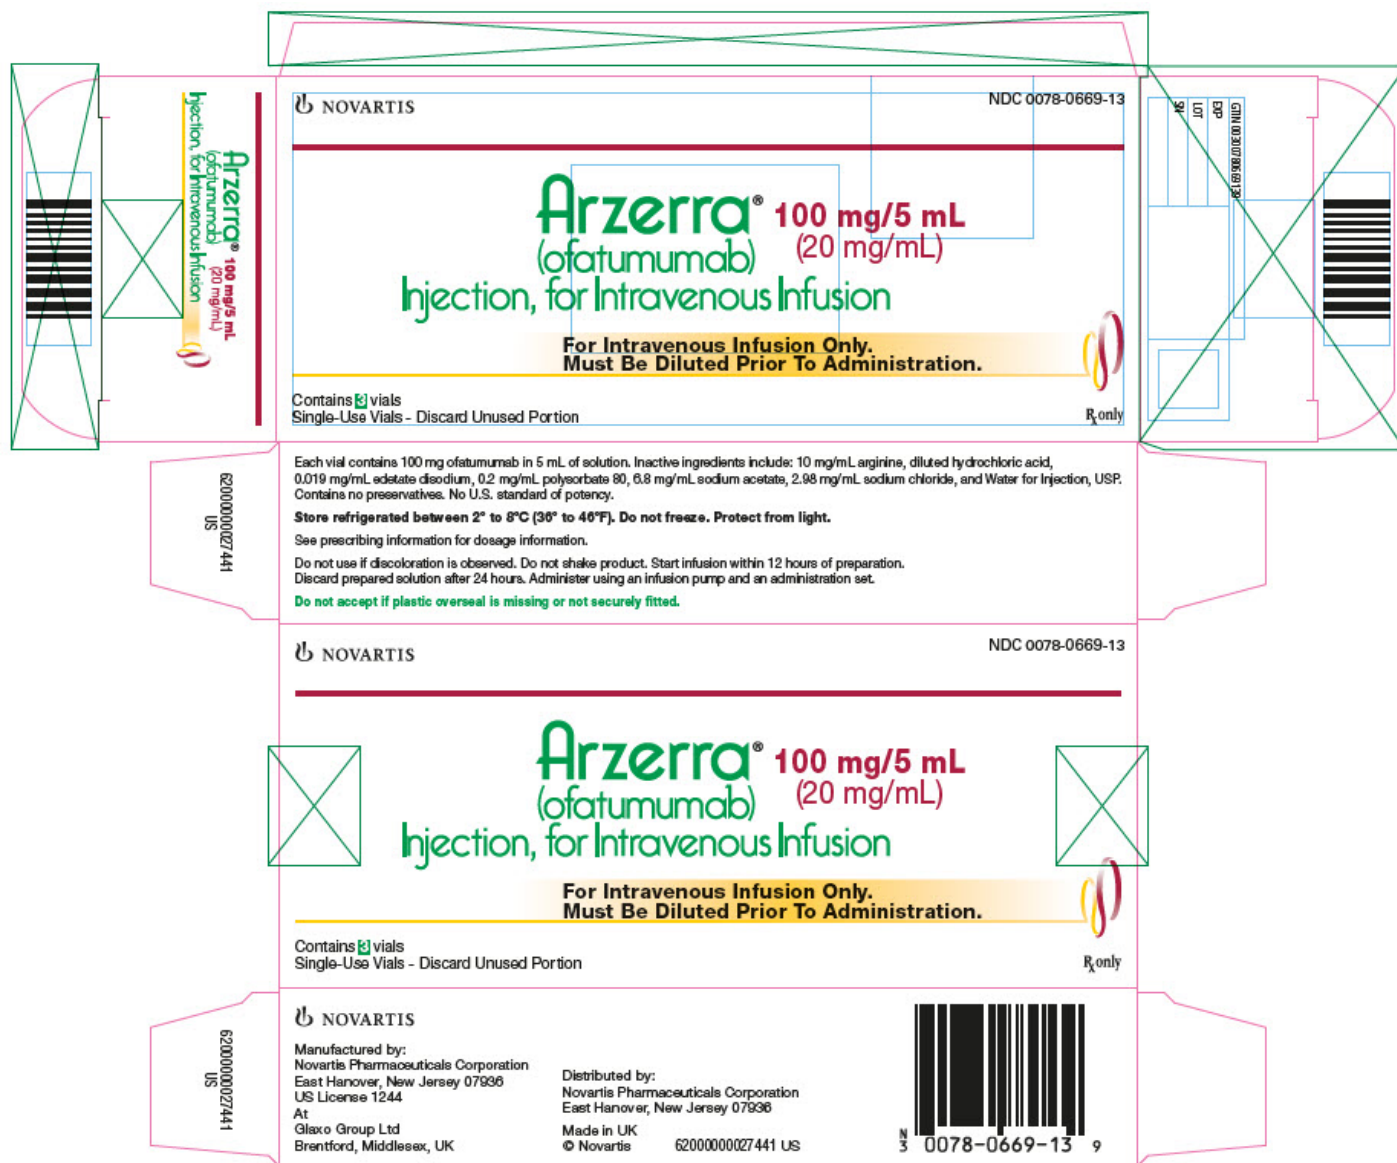 NOVARTIS
NDC 0078-0669-13
Arzerra® 100 mg/5 mL
(ofatumumab) (20 mg/mL)
Injection, for Intravenous Infusion
For Intravenous Infusion Only.
Must Be Diluted Prior To Administration.
Contains 3 vials
Single-Use Vials - Discard Unused Portion
Rx only
Arzerra® 100 mg/5 mL
(ofatumumab) (20 mg/mL)
Injection, for Intravenous Infusion
GTIN 00300780669139
EXP
LOT
SN
Each vial contains 100 mg ofatumumab in 5 mL of solution. Inactive ingredients include: 10 mg/mL arginine, diluted hydrochloric acid,
0.019 mg/mL edetate disodium, 0.2 mg/mL polysorbate 80, 6.8 mg/mL sodium acetate, 2.98 mg/mL sodium chloride, and Water for Injection, USP.
Contains no preservatives. No U.S. standard of potency.
Store refrigerated between 2° to 8°C (36° to 46°F). Do not freeze. Protect from light.
See prescribing information for dosage information.
Do not use if discoloration is observed. Do not shake product. Start infusion within 12 hours of preparation.
Discard prepared solution after 24 hours. Administer using an infusion pump and an administration set.
Do not accept if plastic overseal is missing or not securely fitted.
62000000027441
US
NOVARTIS
NDC 0078-0669-13
Arzerra® 100 mg/5 mL
(ofatumumab) (20 mg/mL)
Injection, for Intravenous Infusion
For Intravenous Infusion Only.
Must Be Diluted Prior To Administration.
Contains 3 vials
Single-Use Vials - Discard Unused Portion
Rx only
62000000027441
US
NOVARTIS
Manufactured by:
Novartis Pharmaceuticals Corporation
East Hanover, New Jersey 07936
US License 1244
At
Glaxo Group Ltd
Brentford, Middlesex, UK
Distributed by:
Novartis Pharmaceuticals Corporation
East Hanover, New Jersey 07936
Made in UK
© Novartis 62000000027441 US
N
3 0078-0669-13 9